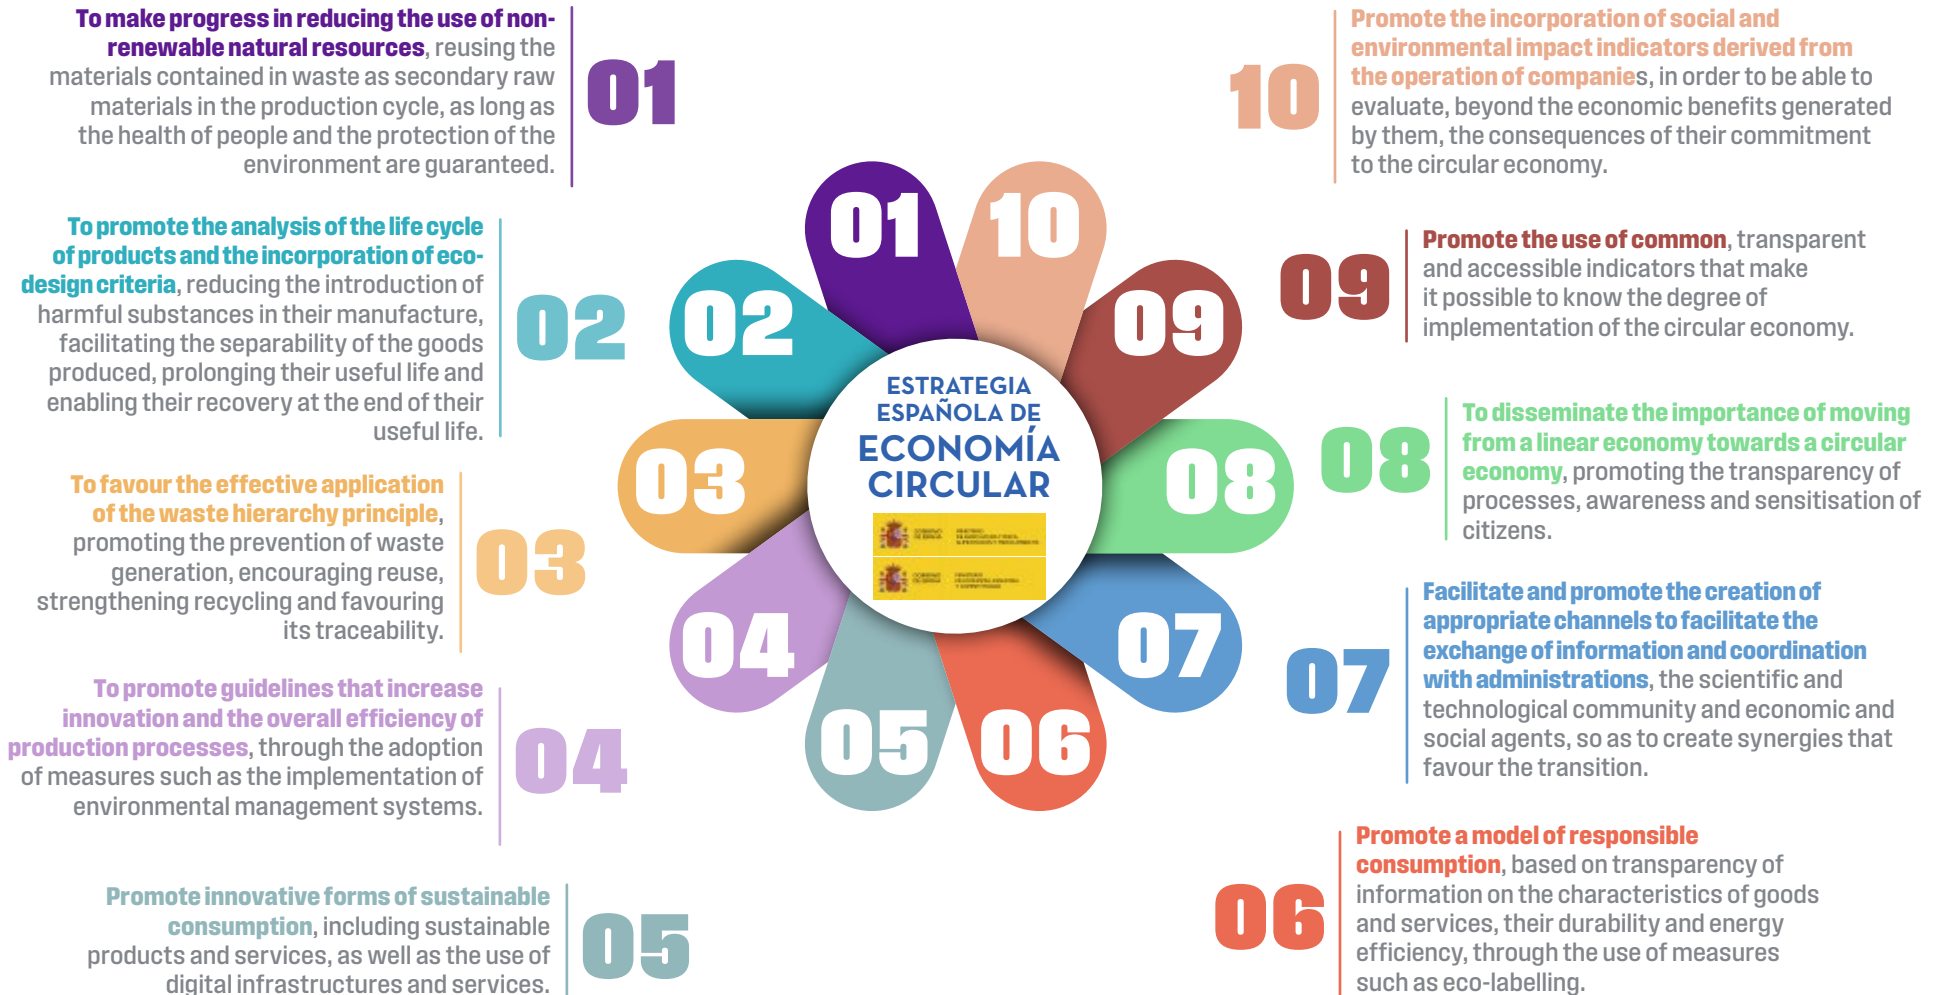 To make progress in reducing the use of non-
renewable natural resources, reusing the
materials contained in waste as secondary raw
materials in the production cycle, as long as
the health of people and the protection of the
environment are guaranteed.
01
To promote the analysis of the life cycle
of products and the incorporation of eco-
design criteria, reducing the introduction of
harmful substances in their manufacture,
facilitating the separability of the goods
produced, prolonging their useful life and
enabling their recovery at the end of their
useful life.
02
To favour the effective application
of the waste hierarchy principle,
promoting the prevention of waste
generation, encouraging reuse,
strengthening recycling and favouring
its traceability.
03
To promote guidelines that increase
innovation and the overall efficiency of
production processes, through the adoption
of measures such as the implementation of
environmental management systems.
04
Promote innovative forms of sustainable
consumption, including sustainable
products and services, as well as the use of
digital infrastructures and services.
05
01
10
02
09
03
08
04
07
05
06
ESTRATEGIA
ESPAÑOLA DE
ECONOMÍA
CIRCULAR
GOBIERNO
DE ESPAÑA
GOBIERNO
DE ESPAÑA
10
Promote the incorporation of social and
environmental impact indicators derived from
the operation of companies, in order to be able to
evaluate, beyond the economic benefits generated
by them, the consequences of their commitment
to the circular economy.
09
Promote the use of common, transparent
and accessible indicators that make
it possible to know the degree of
implementation of the circular economy.
08
To disseminate the importance of moving
from a linear economy towards a circular
economy, promoting the transparency of
processes, awareness and sensitisation of
citizens.
07
Facilitate and promote the creation of
appropriate channels to facilitate the
exchange of information and coordination
with administrations, the scientific and
technological community and economic and
social agents, so as to create synergies that
favour the transition.
06
Promote a model of responsible
consumption, based on transparency of
information on the characteristics of goods
and services, their durability and energy
efficiency, through the use of measures
such as eco-labelling.